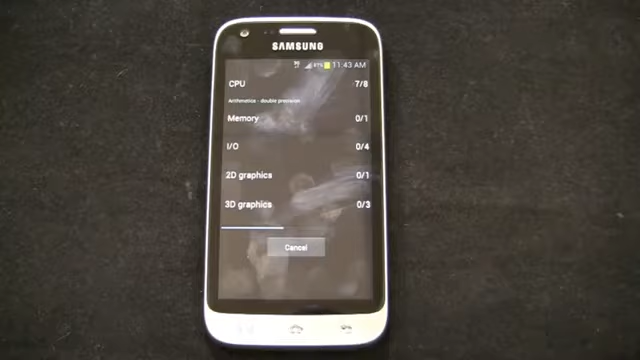 SAMSUNG
11:43 AM
CPU 7/8
Arithmetics - double precision
Memory 0/1
I/O 0/4
2D graphics 0/1
3D graphics 0/3
Cancel